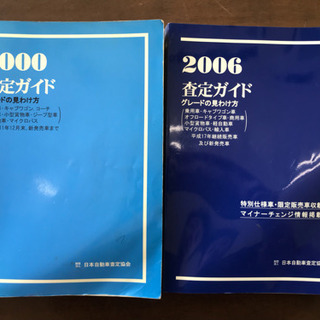 000
定ガイド
ドの見わけ方
・キャブワゴン コーチ
・小型貨物車・ジープ型車
車・マイクロバス
11年12月末、新発売車まで
日本自動車査定協会
2006
査定ガイド
グレードの見わけ方
乗用車・キャブワゴン車
オフロードタイプ車・商用車
小型貨物車・軽自動車
マイクロバス・輸入車
平成17年継続販売車
及び新発売車
特別仕様車・限定販売車収
マイナーチェンジ情報掲
日本自動車査定協会